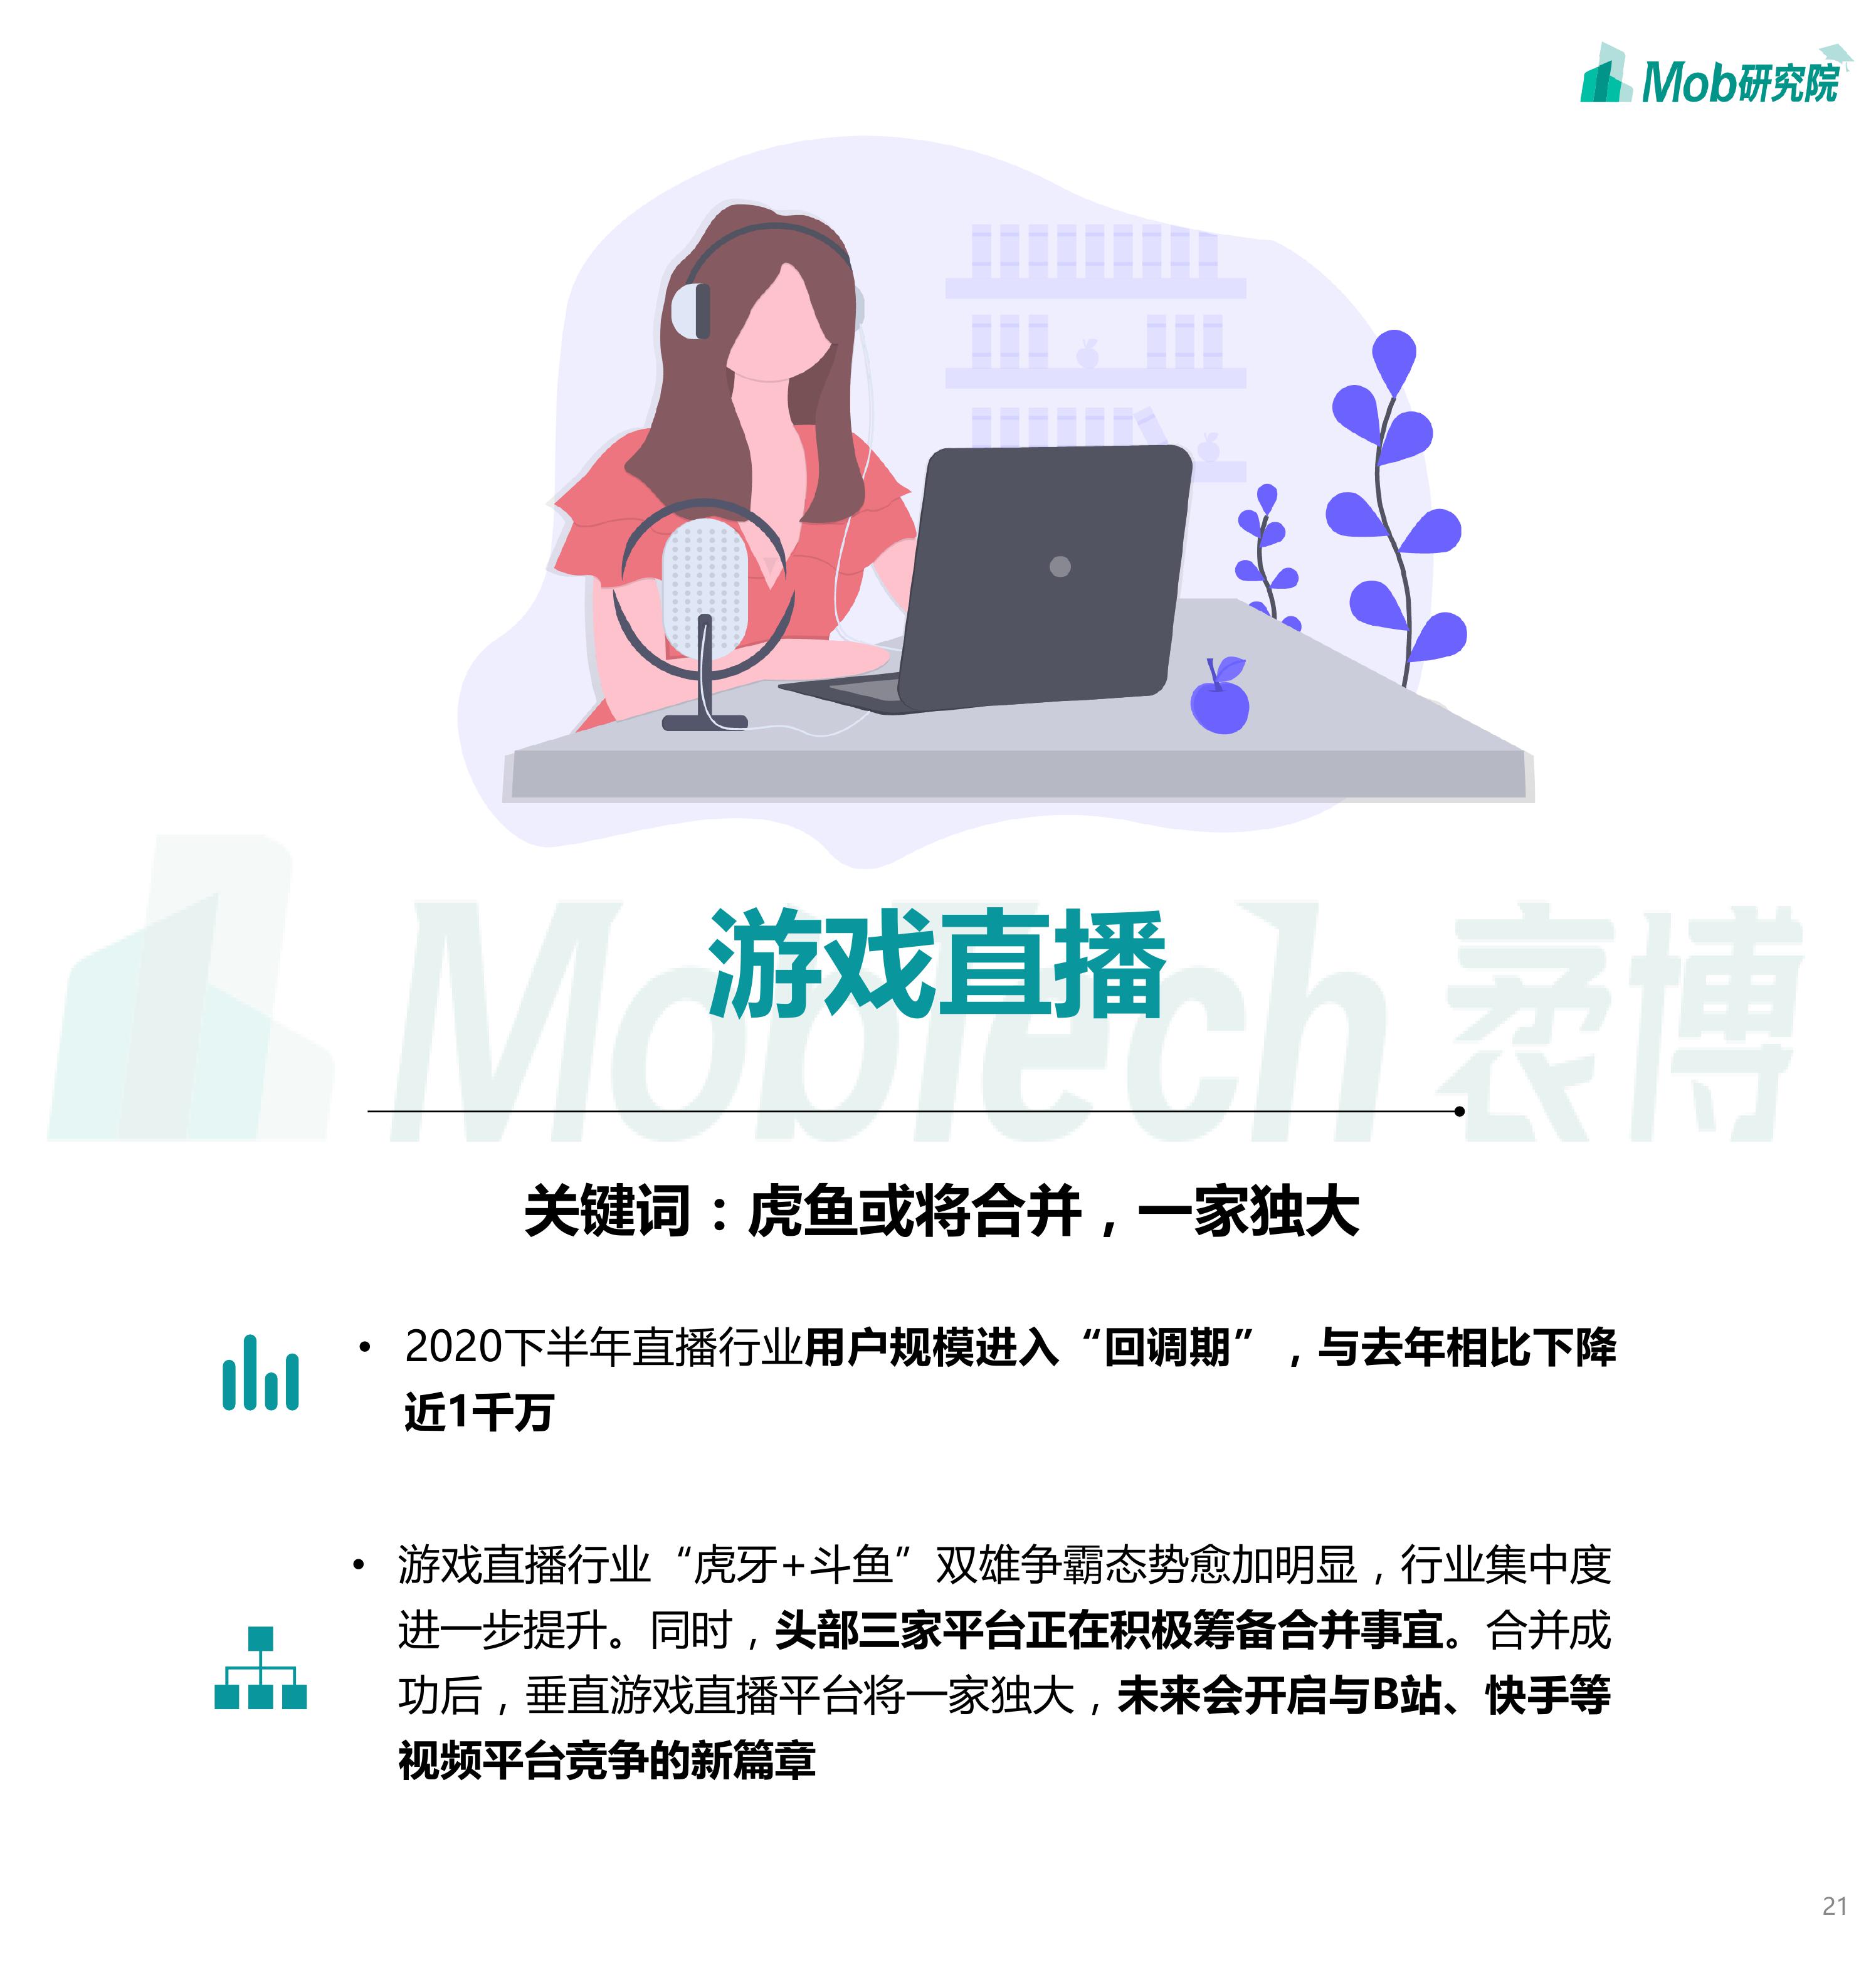 Mob研究院
游戏直播
MobTech 袤博
关键词：虎鱼或将合并，一家独大
• 2020下半年直播行业用户规模进入“回调期”，与去年相比下降
近1千万
• 游戏直播行业“虎牙+斗鱼”双雄争霸态势愈加明显，行业集中度
进一步提升。同时，头部三家平台正在积极筹备合并事宜。合并成
功后，垂直游戏直播平台将一家独大，未来会开启与B站、快手等
视频平台竞争的新篇章
21